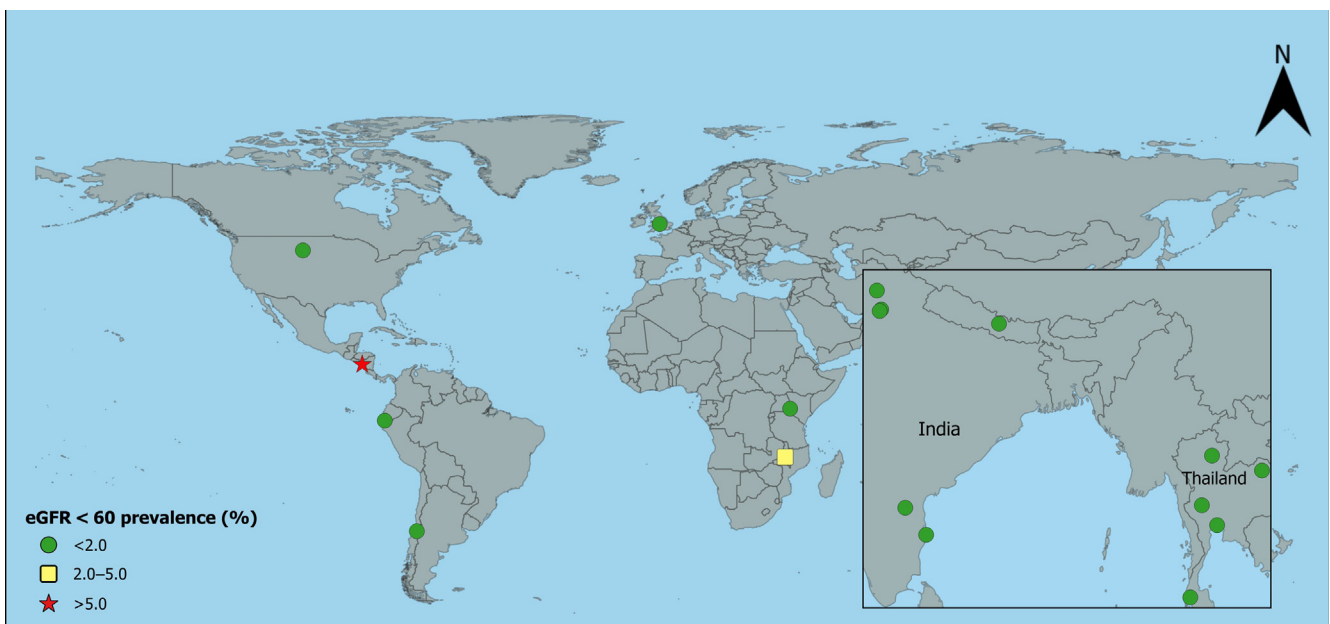 N
India
Thailand
eGFR < 60 prevalence (%)
<2.0
2.0–5.0
>5.0